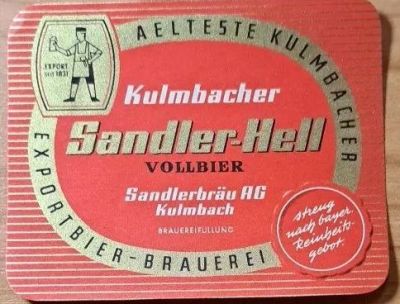 AELTESTE KULMBACHER
EXPORTBIER-BRAUEREI
EXPORT
seit 1831
Kulmbacher
Sandler-Hell
VOLLBIER
Sandlerbräu AG
Kulmbach
BRAUEREIFÜLLUNG
streng
nach bayer.
Reinheits-
gebot.